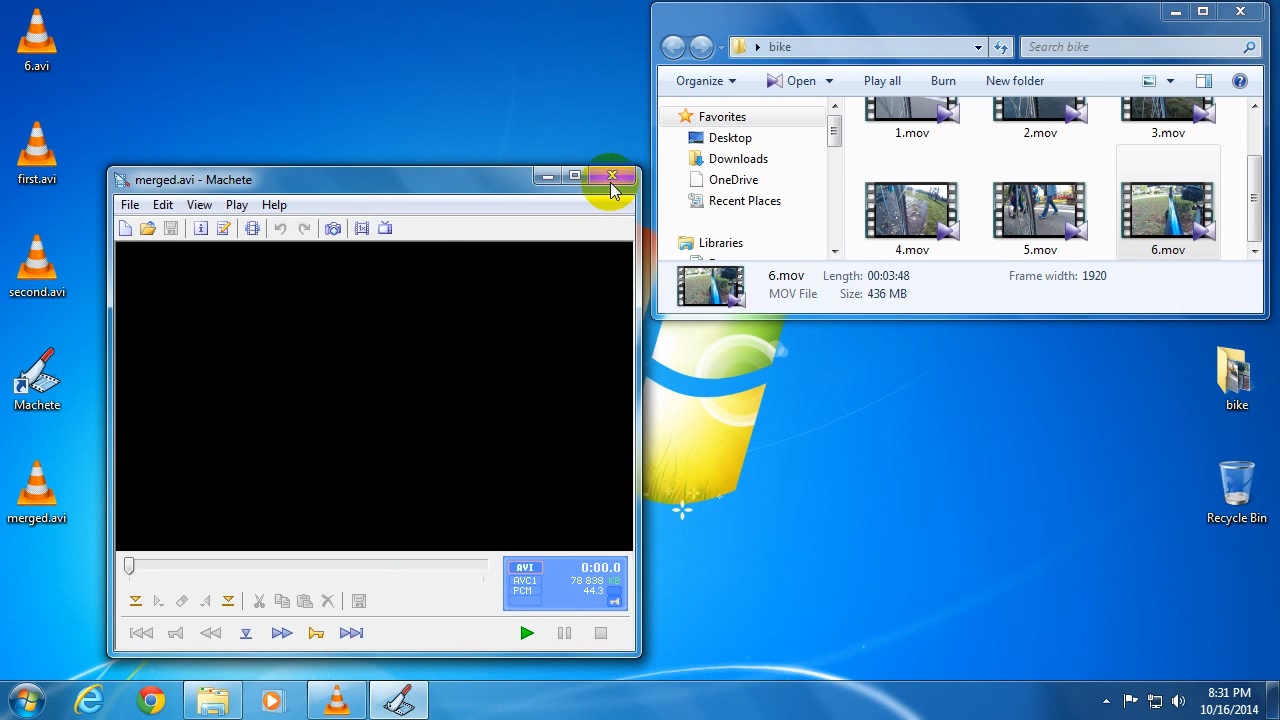 6.avi
first.avi
second.avi
Machete
merged.avi
merged.avi - Machete
File Edit View Play Help
AVI 0:00.0
AVC1 78 838 KB
PCM 44.3
bike
Search bike
Organize Open Play all Burn New folder
Favorites
Desktop
Downloads
OneDrive
Recent Places
Libraries
1.mov 2.mov 3.mov
4.mov 5.mov 6.mov
6.mov Length: 00:03:48 Frame width: 1920
MOV File Size: 436 MB
bike
Recycle Bin
8:31 PM
10/16/2014